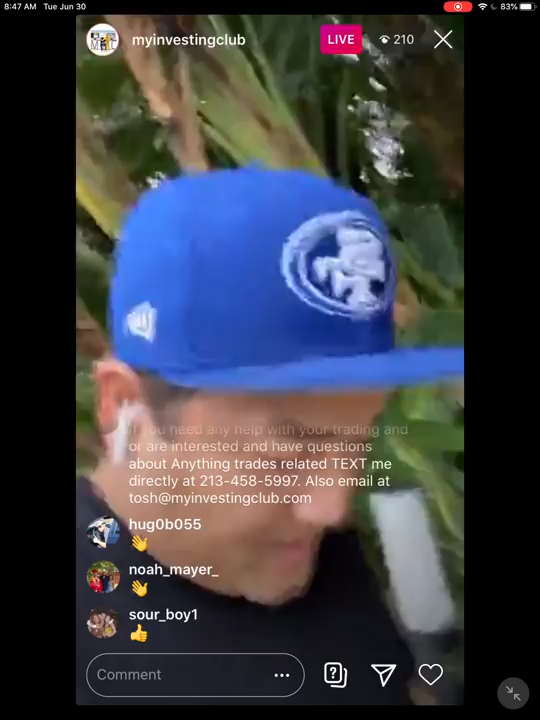 8:47 AM Tue Jun 30
83%
myinvestingclub
LIVE
210
If you need any help with your trading and
or are interested and have questions
about Anything trades related TEXT me
directly at 213-458-5997. Also email at
tosh@myinvestingclub.com
hug0b055
👋
noah_mayer_
👋
sour_boy1
👍
Comment